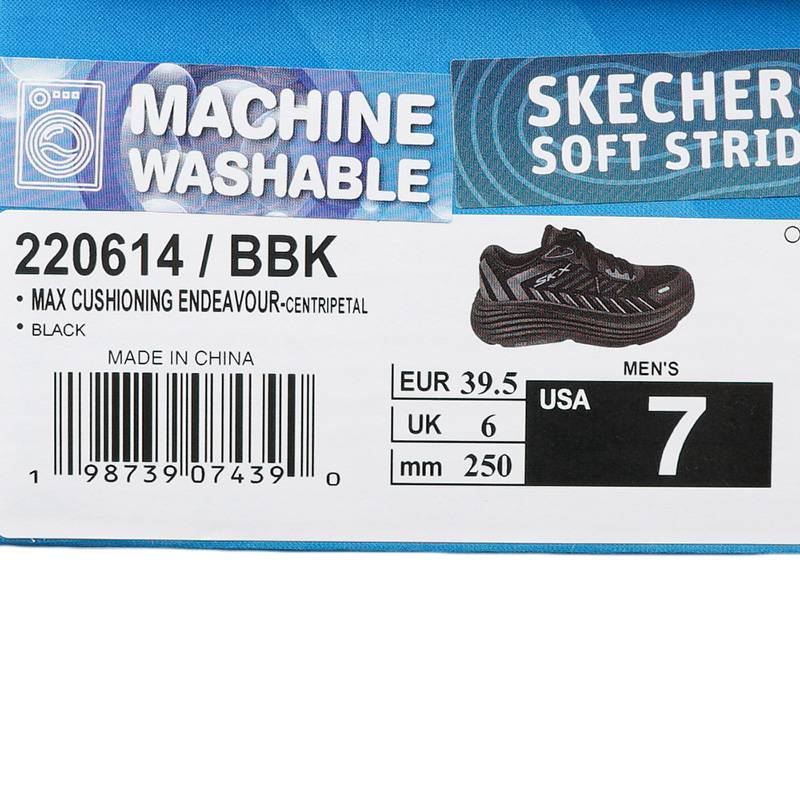 MACHINE
WASHABLE
SKECHER
SOFT STRID
220614 / BBK
• MAX CUSHIONING ENDEAVOUR-CENTRIPETAL
• BLACK
MADE IN CHINA
1 98739 07439 0
SK-X
MEN'S
EUR 39.5
UK 6
mm 250
USA 7